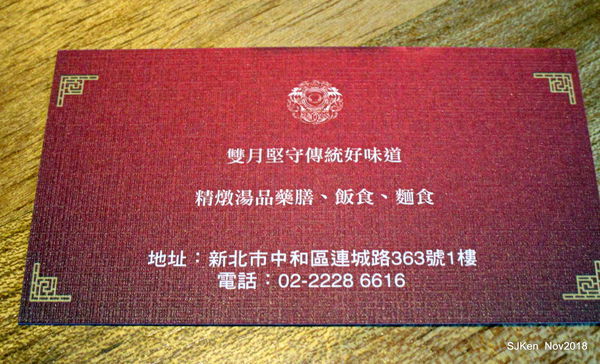 雙月堅守傳統好味道
精燉湯品藥膳、飯食、麵食
地址：新北市中和區連城路363號1樓
電話：02-2228 6616
SJKen Nov2018